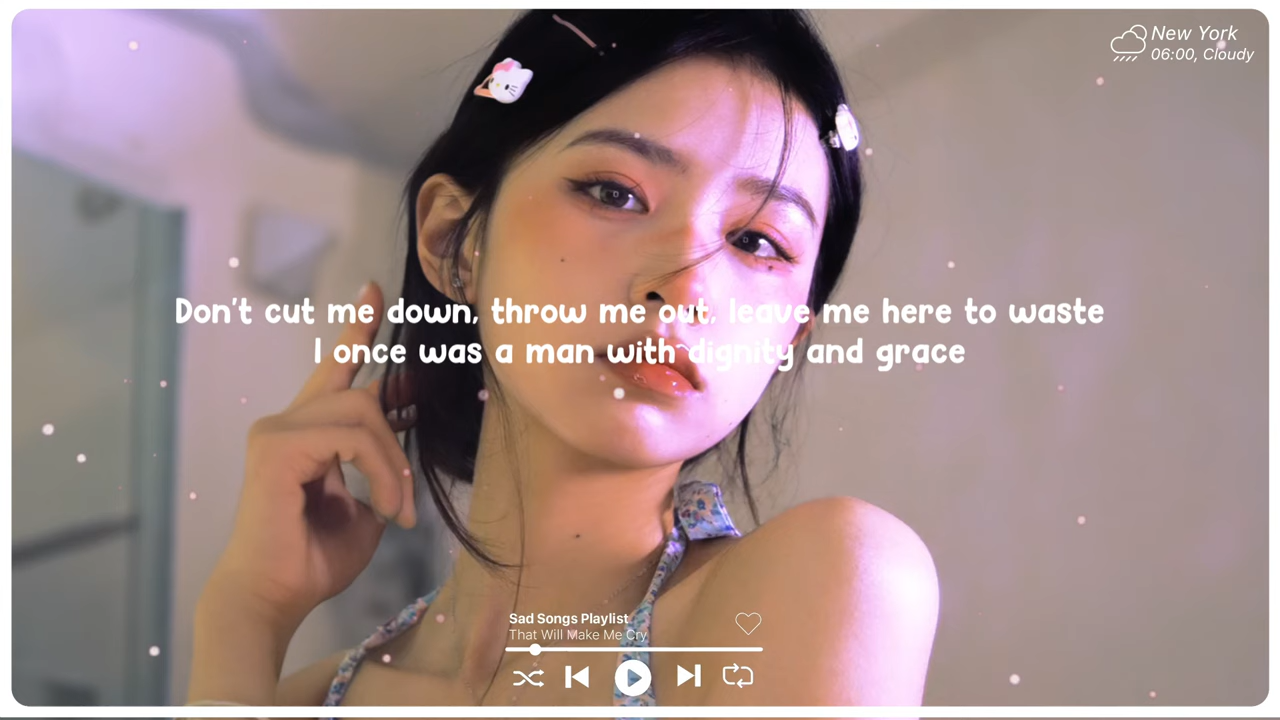 New York
06:00, Cloudy
Don't cut me down, throw me out, leave me here to waste
I once was a man with dignity and grace
Sad Songs Playlist
That Will Make Me Cry